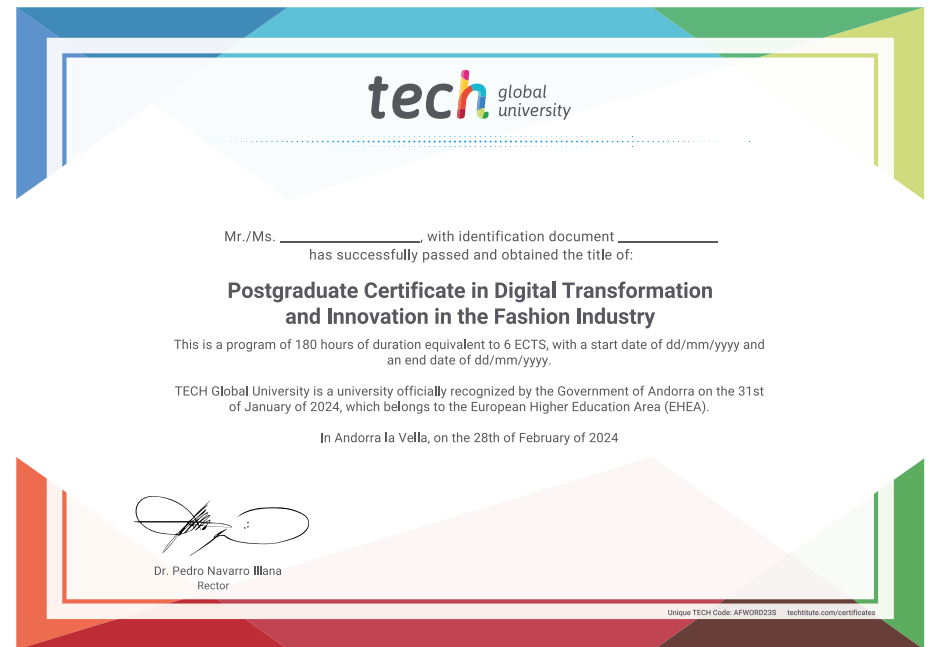 tech global
university
Mr./Ms. ____________________, with identification document ______________
has successfully passed and obtained the title of:
Postgraduate Certificate in Digital Transformation
and Innovation in the Fashion Industry
This is a program of 180 hours of duration equivalent to 6 ECTS, with a start date of dd/mm/yyyy and
an end date of dd/mm/yyyy.
TECH Global University is a university officially recognized by the Government of Andorra on the 31st
of January of 2024, which belongs to the European Higher Education Area (EHEA).
In Andorra la Vella, on the 28th of February of 2024
Dr. Pedro Navarro Illana
Rector
Unique TECH Code: AFWORD23S techtitute.com/certificates